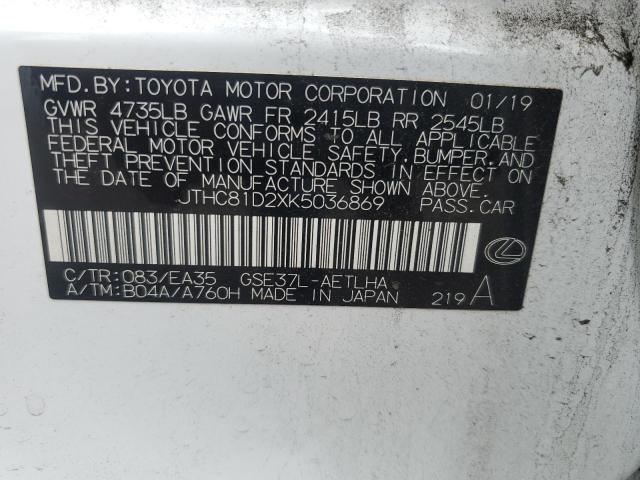 MFD.BY:TOYOTA MOTOR CORPORATION 01/19
GVWR 4735LB GAWR FR 2415LB RR 2545LB
THIS VEHICLE CONFORMS TO ALL APPLICABLE
FEDERAL MOTOR VEHICLE SAFETY,BUMPER,AND
THEFT PREVENTION STANDARDS IN EFFECT ON
THE DATE OF MANUFACTURE SHOWN ABOVE.
JTHC81D2XK5036869 PASS.CAR
C/TR:083/EA35 GSE37L-AETLHA
A/TM:B04A/A760H MADE IN JAPAN 219 A